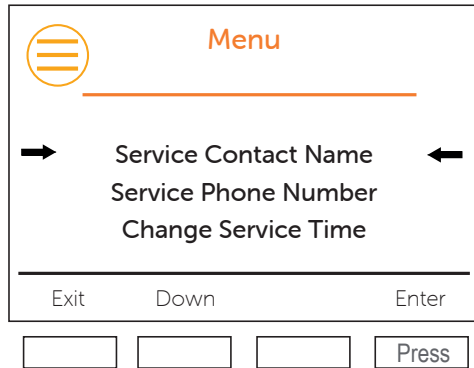 Menu
Service Contact Name
Service Phone Number
Change Service Time
Exit Down Enter
Press